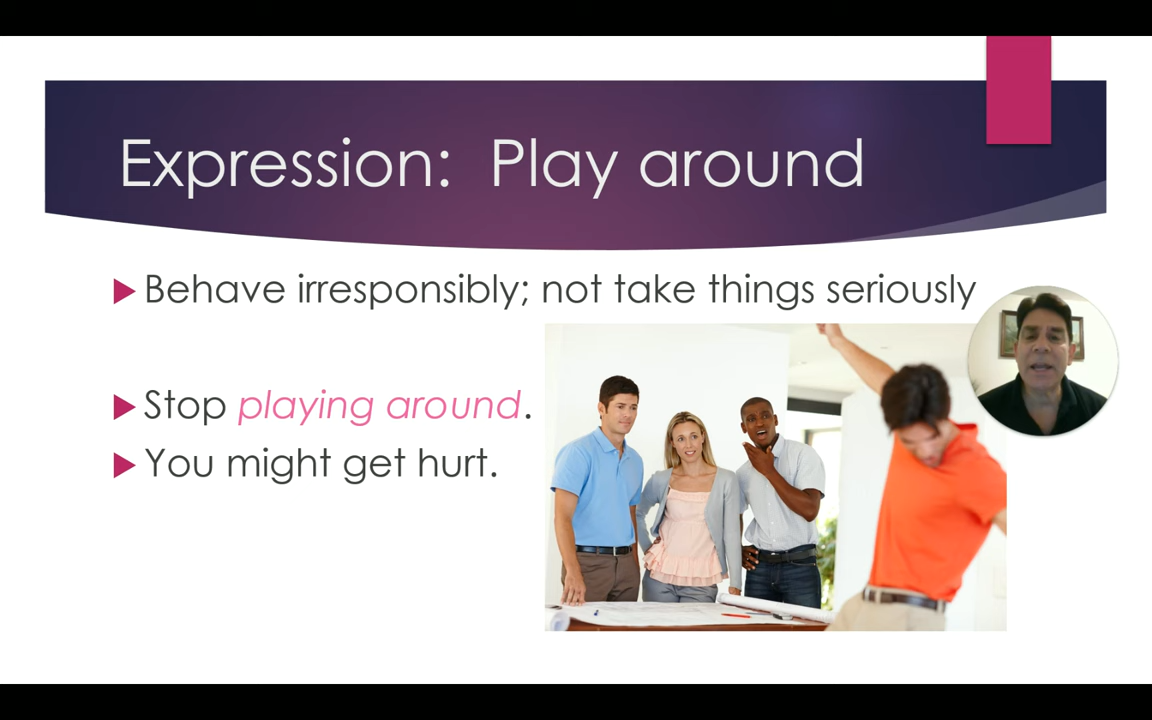 Expression:  Play around
Behave irresponsibly; not take things seriously
Stop playing around.
You might get hurt.